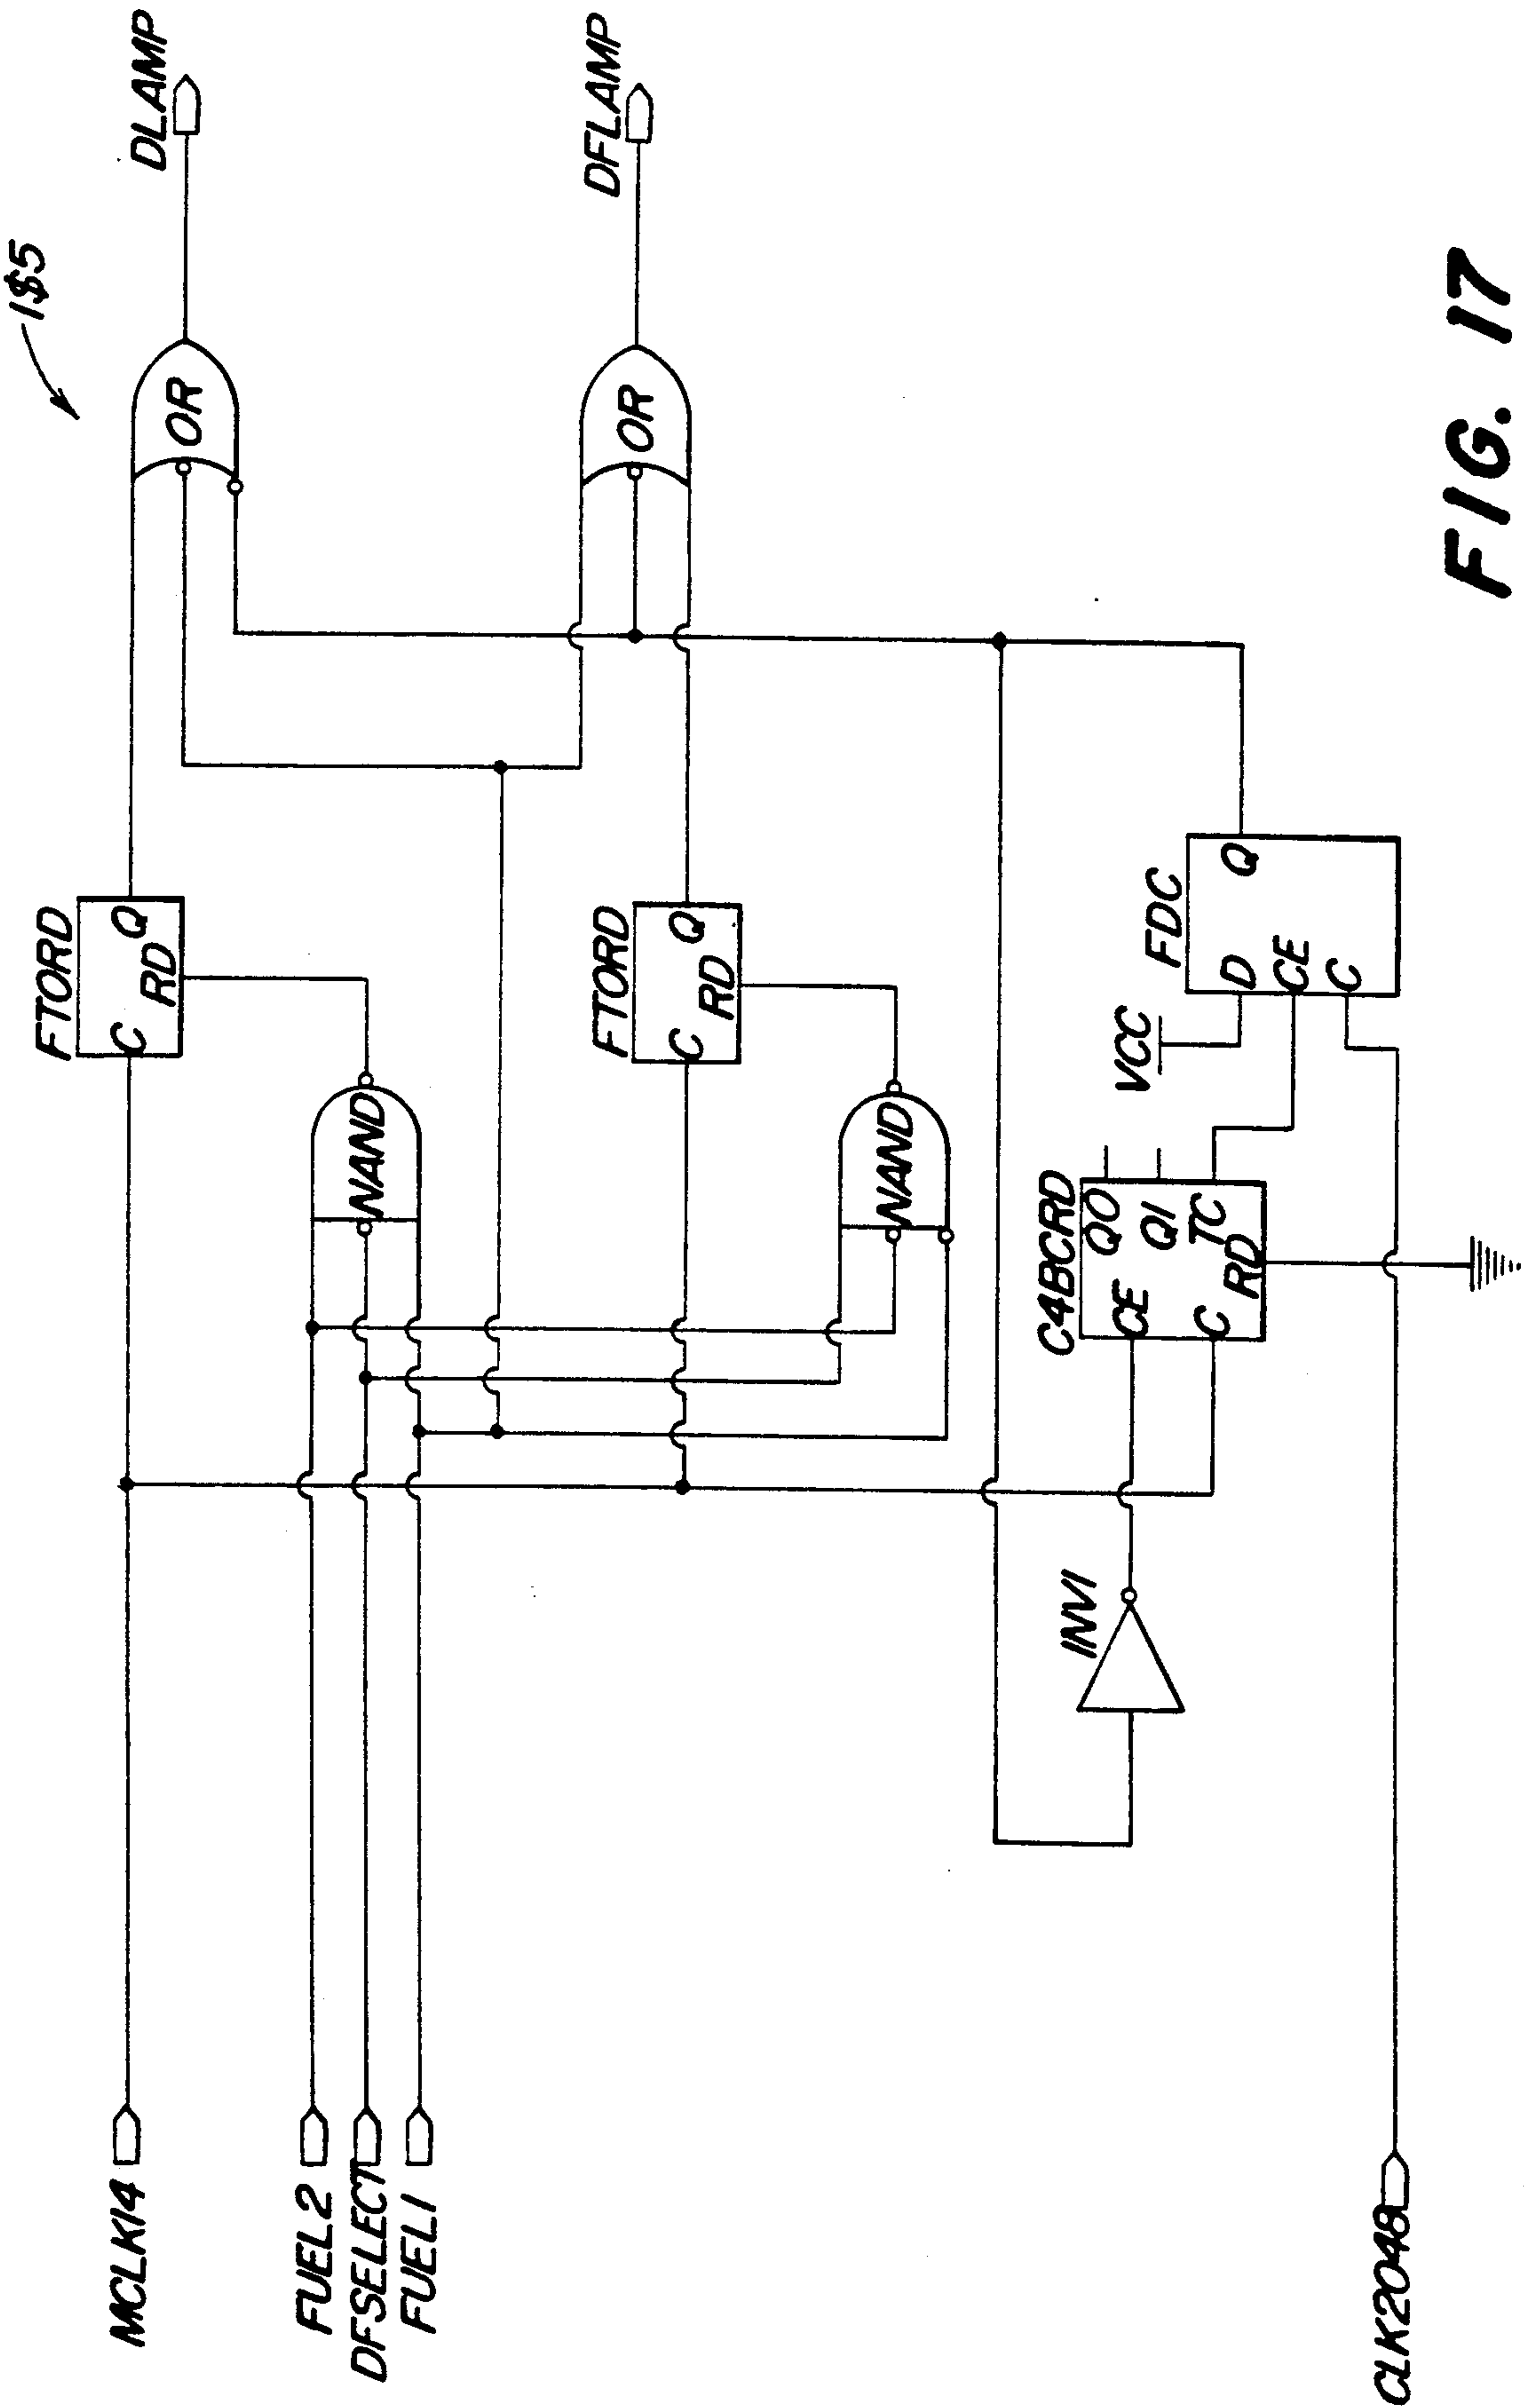 1$5
MCLK14
FTORD
C
Q
RD
OR
DLAMP
FUEL2
DFSELECT
FUEL1
NAND
FTORD
C
Q
RD
OR
DFLAMP
NAND
INV1
C4BCRD
CE
Q0
Q1
TC
C
RD
VCC
FDC
D
Q
CE
C
CLK2048
FIG. 17